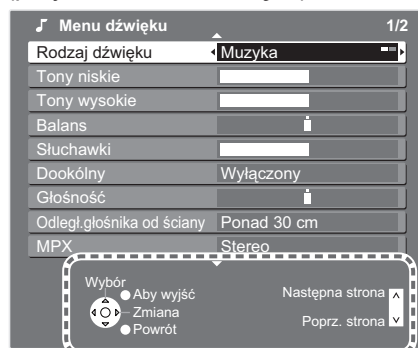 Menu dźwięku 1/2
Rodzaj dźwięku Muzyka
Tony niskie
Tony wysokie
Balans
Słuchawki
Dookólny Wyłączony
Głośność
Odległ.głośnika od ściany Ponad 30 cm
MPX Stereo
Wybór
Aby wyjść
Zmiana
Powrót
Następna strona
Poprz. strona